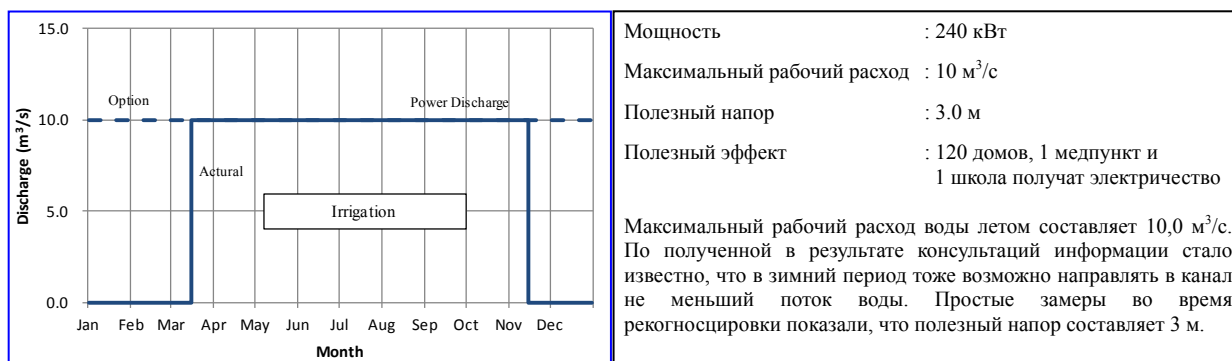 15.0
10.0
5.0
0.0
Discharge (m³/s)
Option
Power Discharge
Actural
Irrigation
Jan Feb Mar Apr May Jun Jul Aug Sep Oct Nov Dec
Month
Мощность : 240 кВт
Максимальный рабочий расход : 10 м³/с
Полезный напор : 3.0 м
Полезный эффект : 120 домов, 1 медпункт и
1 школа получат электричество
Максимальный рабочий расход воды летом составляет 10,0 м³/с.
По полученной в результате консультаций информации стало
известно, что в зимний период тоже возможно направлять в канал
не меньший поток воды. Простые замеры во время
рекогносцировки показали, что полезный напор составляет 3 м.